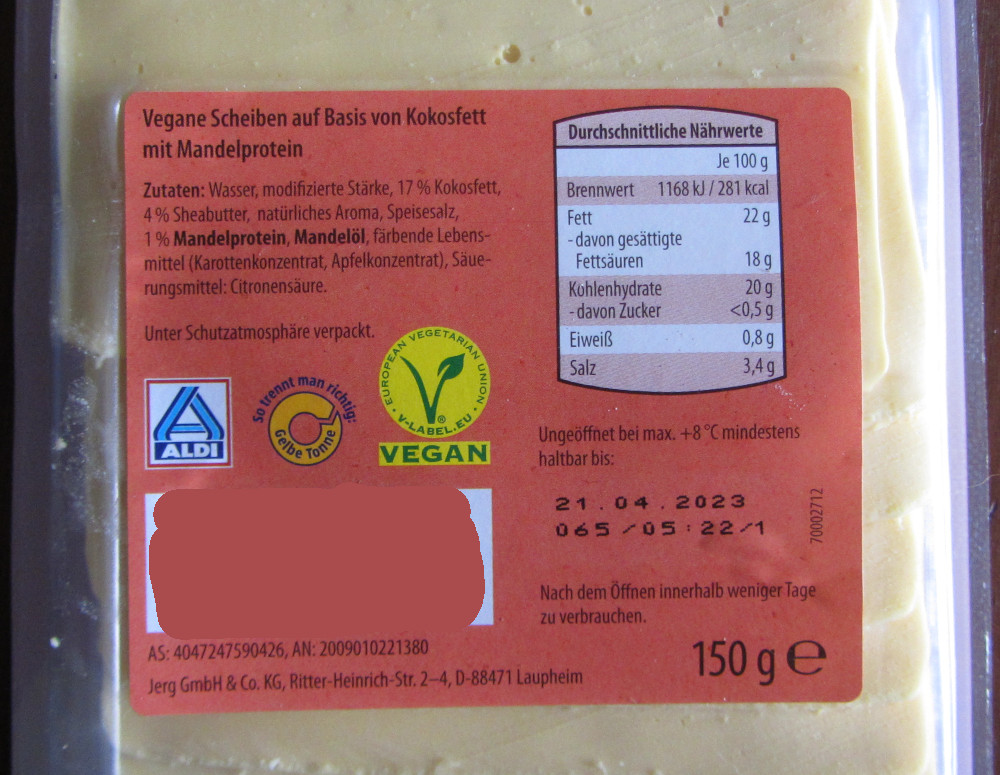 Vegane Scheiben auf Basis von Kokosfett
mit Mandelprotein
Zutaten: Wasser, modifizierte Stärke, 17 % Kokosfett,
4 % Sheabutter, natürliches Aroma, Speisesalz,
1 % Mandelprotein, Mandelöl, färbende Lebens-
mittel (Karottenkonzentrat, Apfelkonzentrat), Säue-
rungsmittel: Citronensäure.
Unter Schutzatmosphäre verpackt.
ALDI
So trennt man richtig:
Gelbe Tonne
EUROPEAN VEGETARIAN UNION
V-LABEL.EU
®
VEGAN
AS: 4047247590426, AN: 2009010221380
Jerg GmbH & Co. KG, Ritter-Heinrich-Str. 2–4, D-88471 Laupheim
Durchschnittliche Nährwerte
Je 100 g
Brennwert 1168 kJ / 281 kcal
Fett 22 g
- davon gesättigte
Fettsäuren 18 g
Kohlenhydrate 20 g
- davon Zucker <0,5 g
Eiweiß 0,8 g
Salz 3,4 g
Ungeöffnet bei max. +8 °C mindestens
haltbar bis:
21.04.2023
065/05:22/1
70002712
Nach dem Öffnen innerhalb weniger Tage
zu verbrauchen.
150 g e